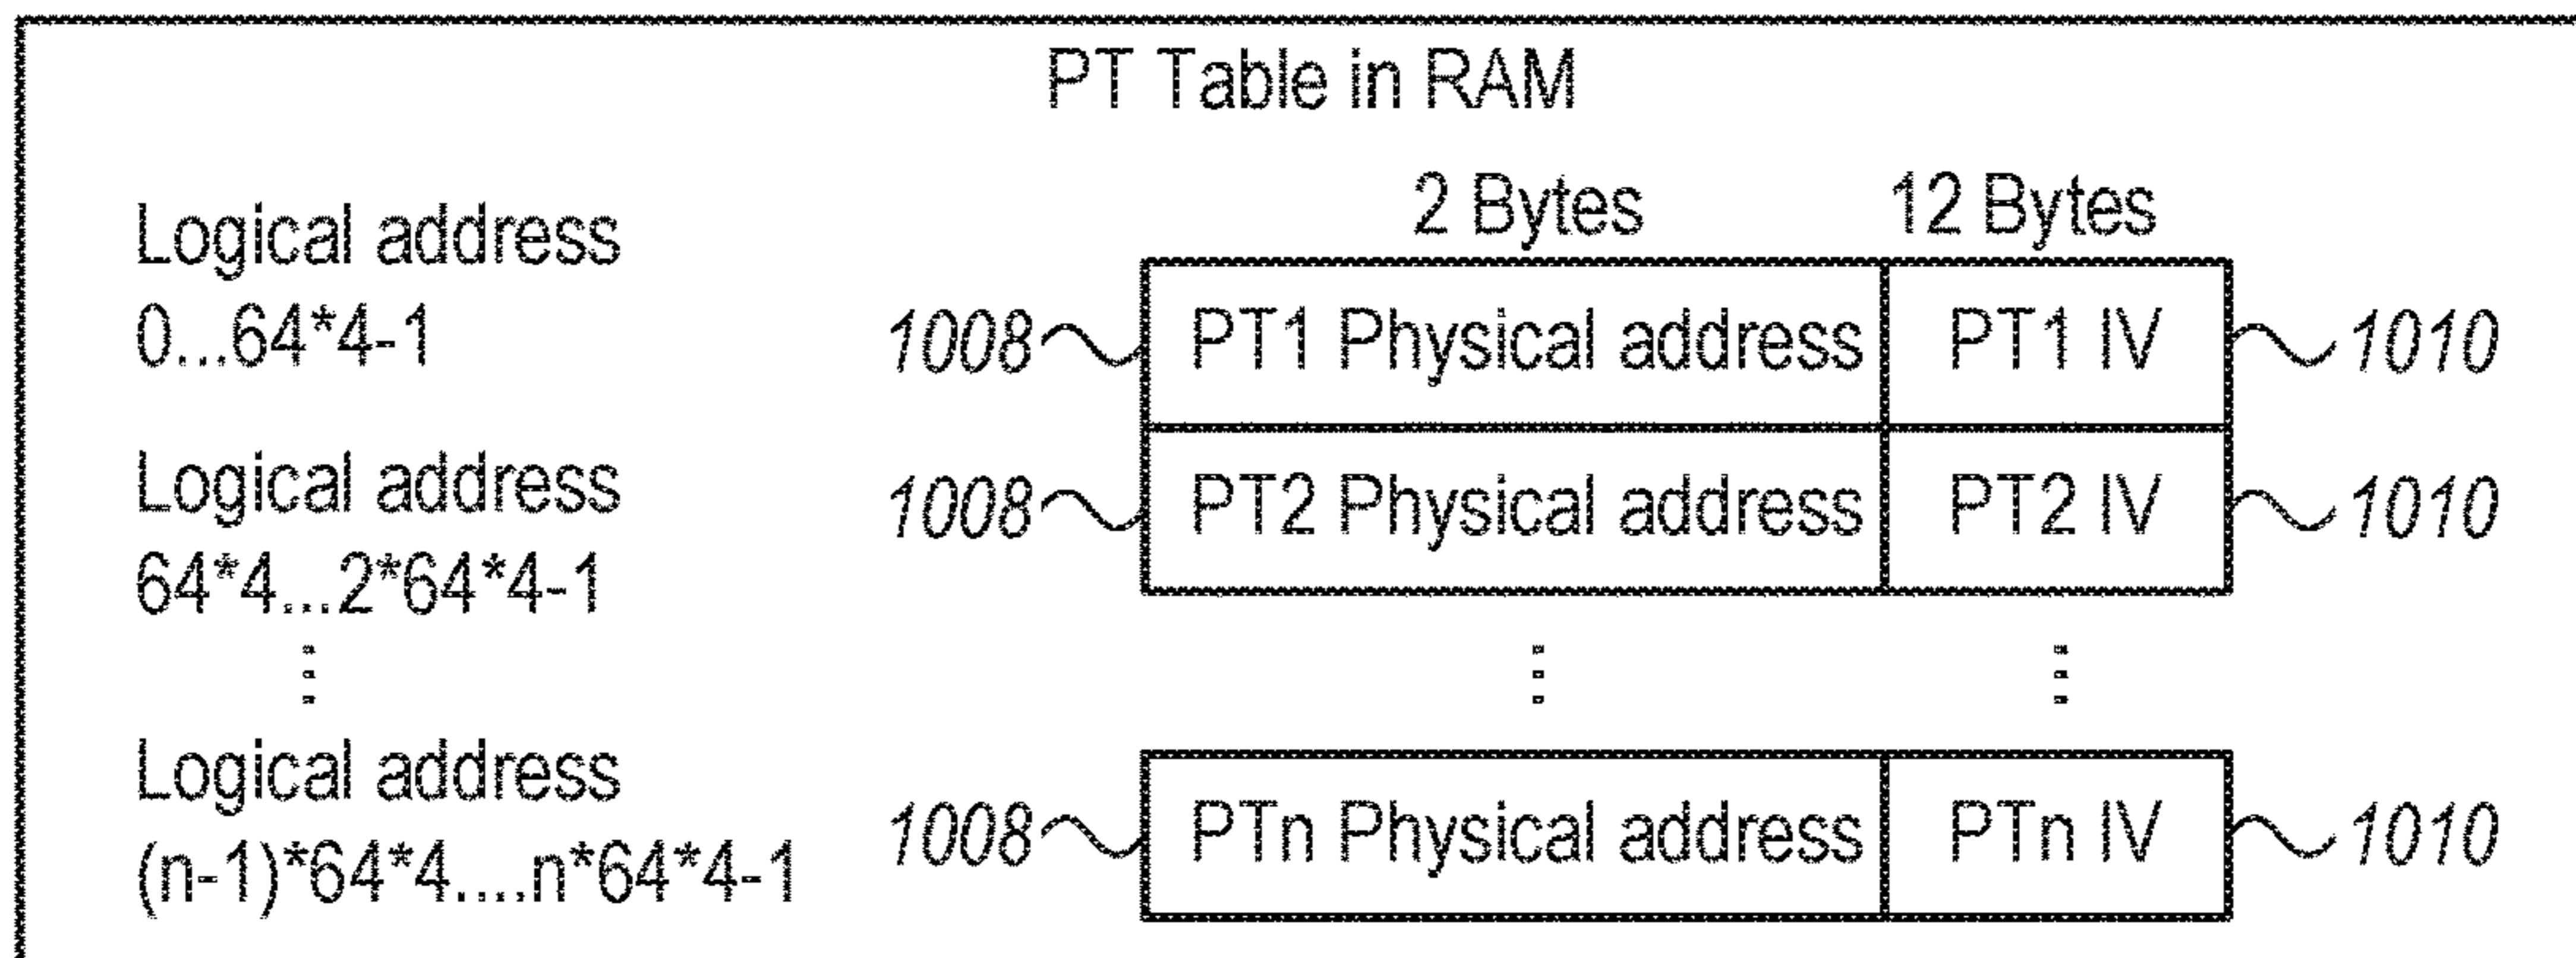 PT Table in RAM
2 Bytes 12 Bytes
Logical address
0...64*4-1
1008 PT1 Physical address PT1 IV 1010
Logical address
64*4...2*64*4-1
1008 PT2 Physical address PT2 IV 1010
Logical address
(n-1)*64*4....n*64*4-1
1008 PTn Physical address PTn IV 1010